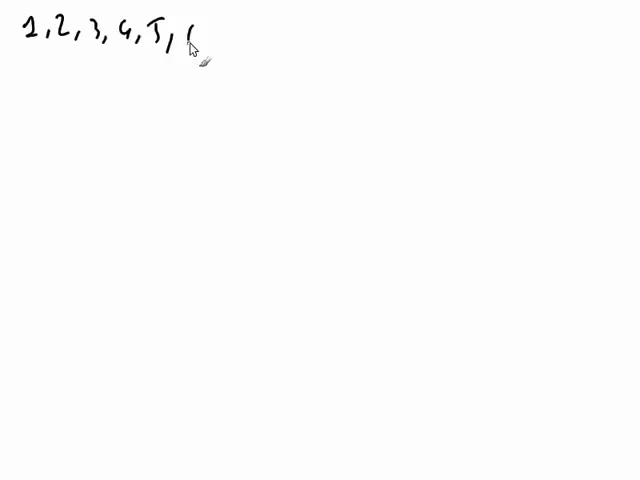 1, 2, 3, 4, 5,